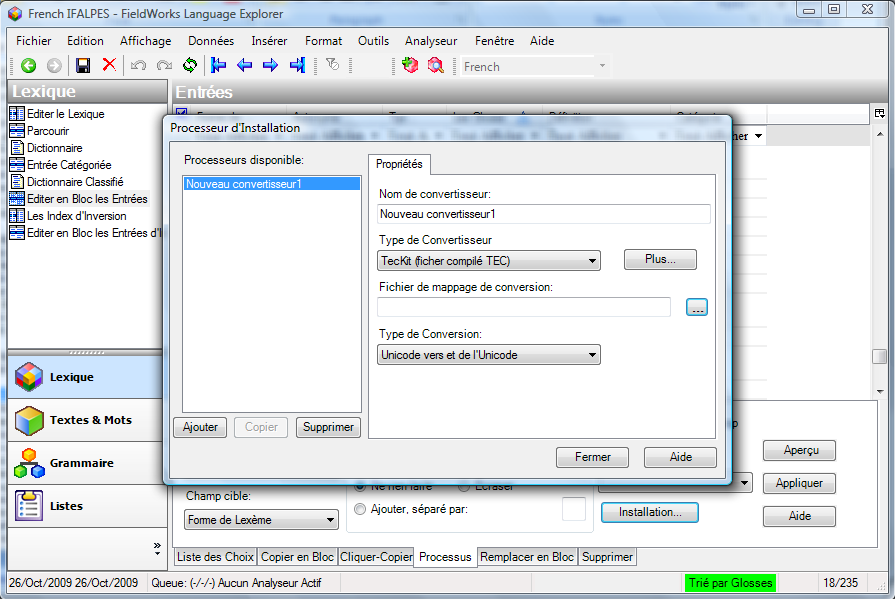 French IFALPES - FieldWorks Language Explorer
Fichier Edition Affichage Données Insérer Format Outils Analyseur Fenêtre Aide
French
Lexique
Entrées
Editer le Lexique
Parcourir
Dictionnaire
Entrée Catégoriée
Dictionnaire Classifié
Editer en Bloc les Entrées
Les Index d'Inversion
Editer en Bloc les Entrées d'I
Processeur d'Installation
Processeurs disponible:
Nouveau convertisseur1
Ajouter Copier Supprimer
Propriétés
Nom de convertisseur:
Nouveau convertisseur1
Type de Convertisseur
TecKit (ficher compilé TEC)
Plus...
Fichier de mappage de conversion:
...
Type de Conversion:
Unicode vers et de l'Unicode
Fermer Aide
Lexique
Textes & Mots
Grammaire
Listes
»
Champ cible:
Forme de Lexème
Ne rien faire Ecraser
Ajouter, séparé par:
Installation...
Aperçu
Appliquer
Aide
Liste des Choix Copier en Bloc Cliquer-Copier Processus Remplacer en Bloc Supprimer
26/Oct/2009 26/Oct/2009 Queue: (-/-/-) Aucun Analyseur Actif Trié par Glosses 18/235